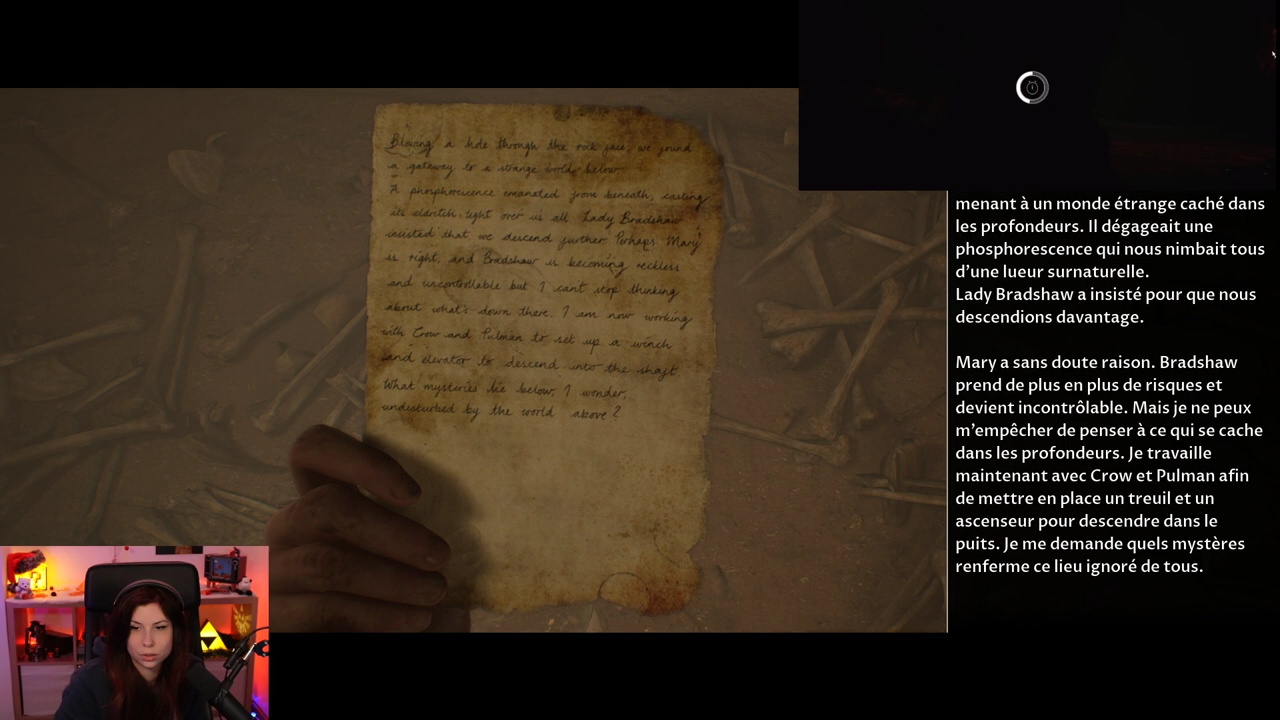 Blowing a hole through the rock face, we found
a gateway to a strange world below.
A phosphorescence emanated from beneath, casting
its eldritch light over us all. Lady Bradshaw
insisted that we descend further. Perhaps Mary
is right, and Bradshaw is becoming reckless
and uncontrollable but I can't stop thinking
about what's down there. I am now working
with Crow and Pulman to set up a winch
and elevator to descend into the shaft.
What mysteries lie below, I wonder,
undisturbed by the world above?
menant à un monde étrange caché dans
les profondeurs. Il dégageait une
phosphorescence qui nous nimbait tous
d'une lueur surnaturelle.
Lady Bradshaw a insisté pour que nous
descendions davantage.
Mary a sans doute raison. Bradshaw
prend de plus en plus de risques et
devient incontrôlable. Mais je ne peux
m'empêcher de penser à ce qui se cache
dans les profondeurs. Je travaille
maintenant avec Crow et Pulman afin
de mettre en place un treuil et un
ascenseur pour descendre dans le
puits. Je me demande quels mystères
renferme ce lieu ignoré de tous.